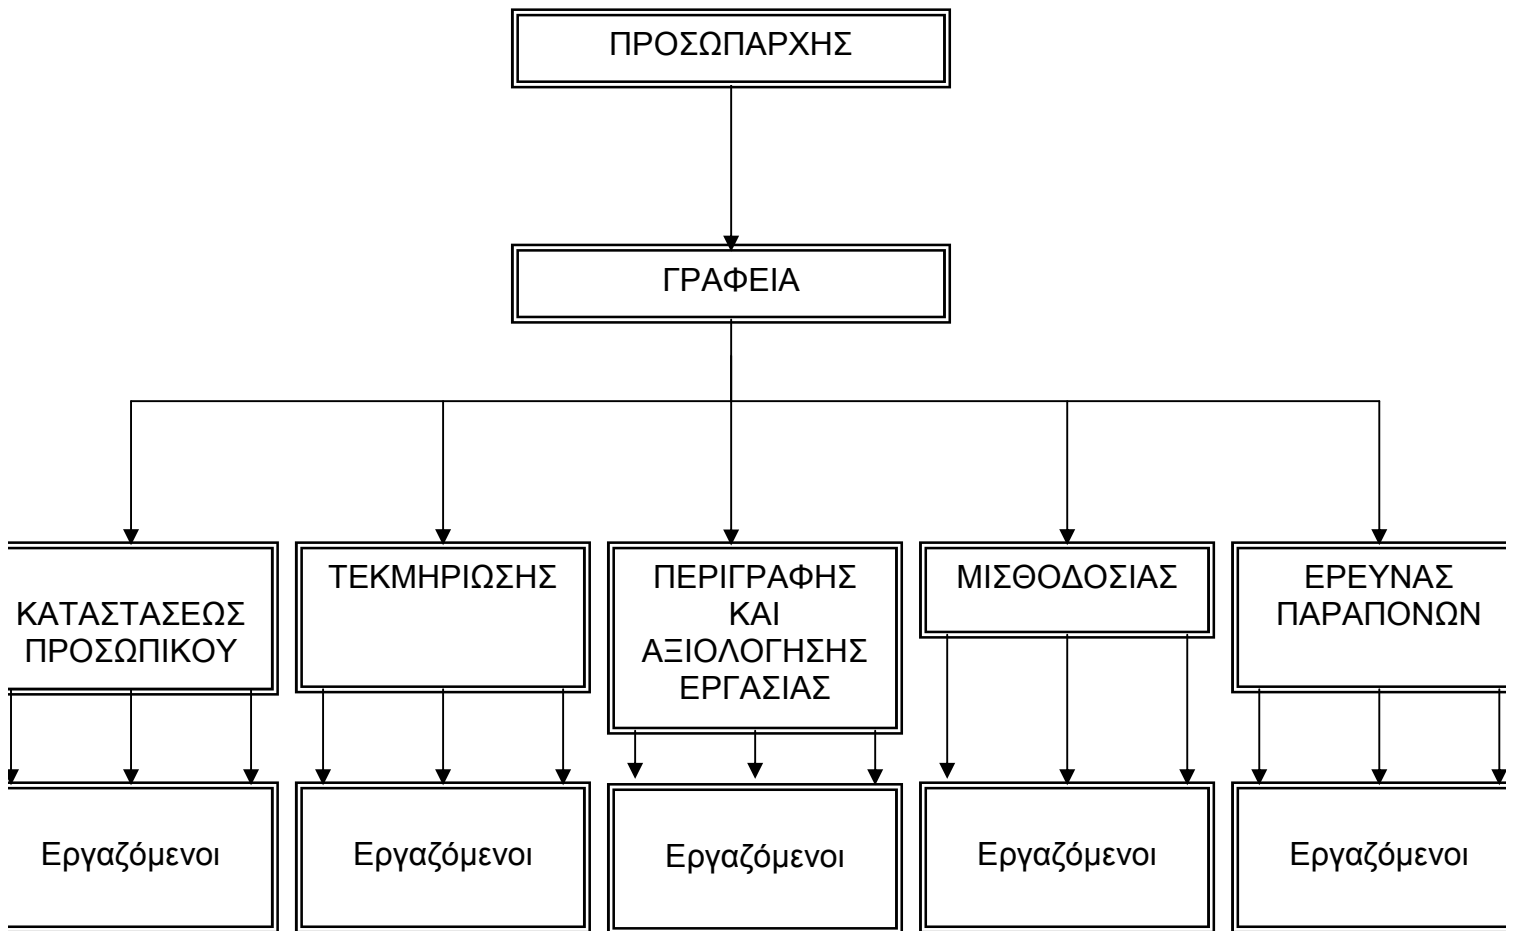 ΠΡΟΣΩΠΑΡΧΗΣ
ΓΡΑΦΕΙΑ
ΚΑΤΑΣΤΑΣΕΩΣ
ΠΡΟΣΩΠΙΚΟΥ
ΤΕΚΜΗΡΙΩΣΗΣ
ΠΕΡΙΓΡΑΦΗΣ
ΚΑΙ
ΑΞΙΟΛΟΓΗΣΗΣ
ΕΡΓΑΣΙΑΣ
ΜΙΣΘΟΔΟΣΙΑΣ
ΕΡΕΥΝΑΣ
ΠΑΡΑΠΟΝΩΝ
Εργαζόμενοι
Εργαζόμενοι
Εργαζόμενοι
Εργαζόμενοι
Εργαζόμενοι